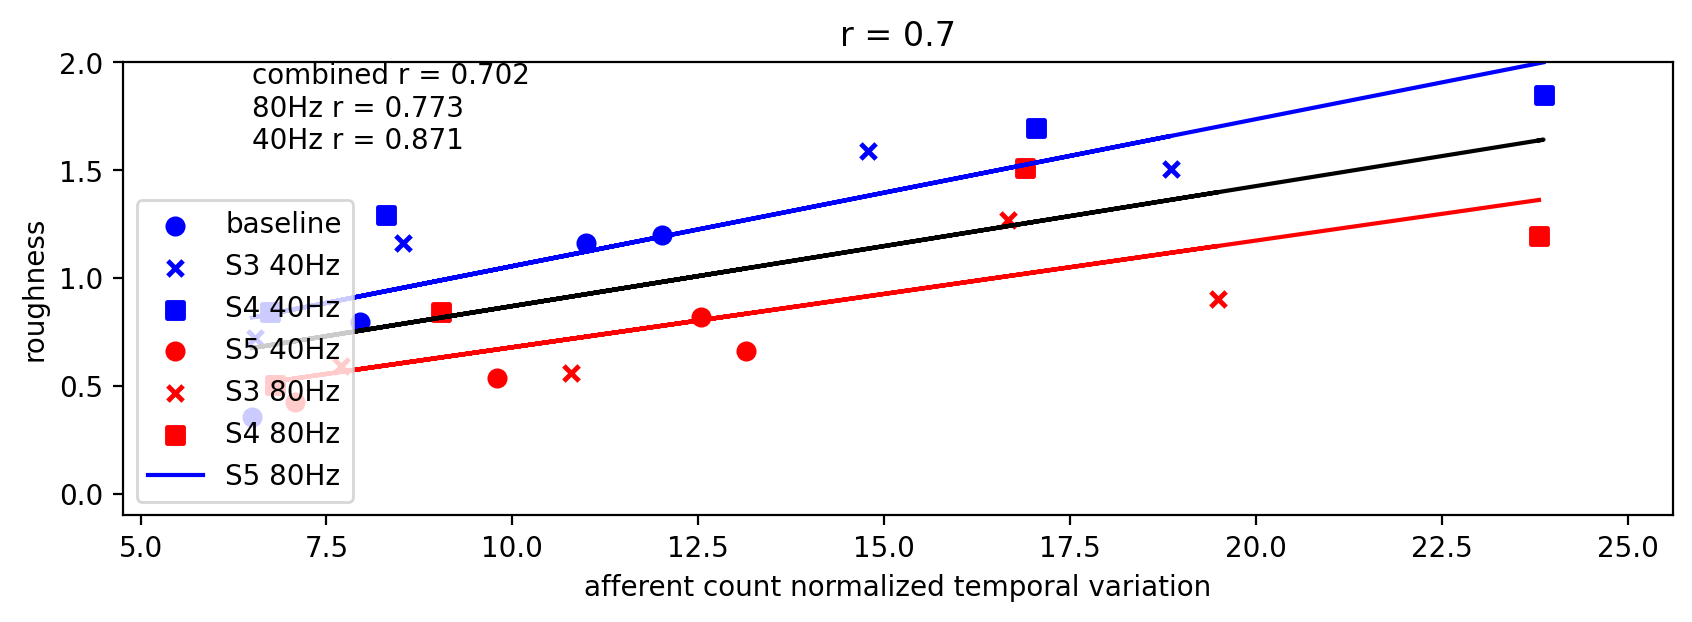 r = 0.7
combined r = 0.702
80Hz r = 0.773
40Hz r = 0.871
baseline
S3 40Hz
S4 40Hz
S5 40Hz
S3 80Hz
S4 80Hz
S5 80Hz
roughness
2.0
1.5
1.0
0.5
0.0
5.0 7.5 10.0 12.5 15.0 17.5 20.0 22.5 25.0
afferent count normalized temporal variation